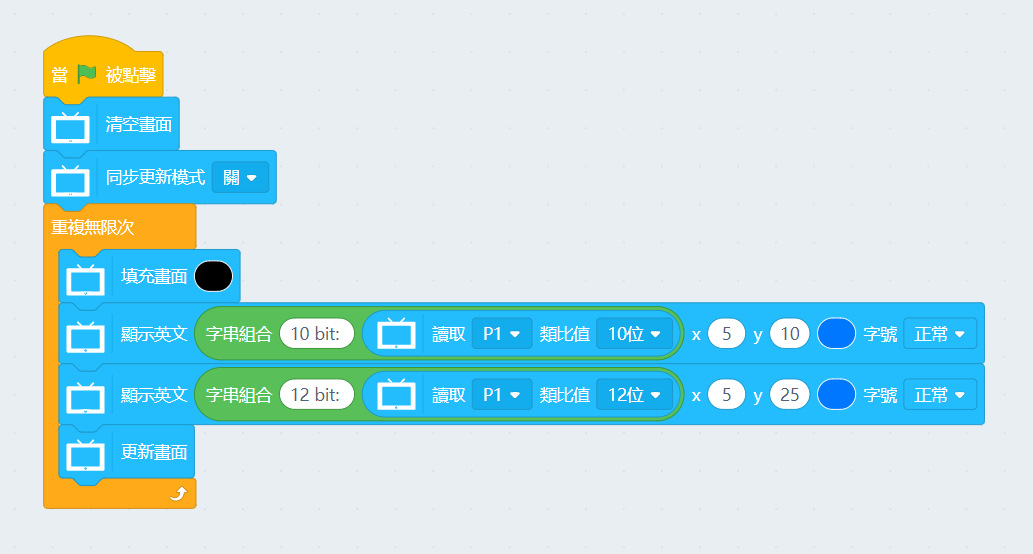 當 被點擊
清空畫面
同步更新模式 關
重複無限次
填充畫面
顯示英文 字串組合 10 bit: 讀取 P1 類比值 10位 x 5 y 10 字號 正常
顯示英文 字串組合 12 bit: 讀取 P1 類比值 12位 x 5 y 25 字號 正常
更新畫面